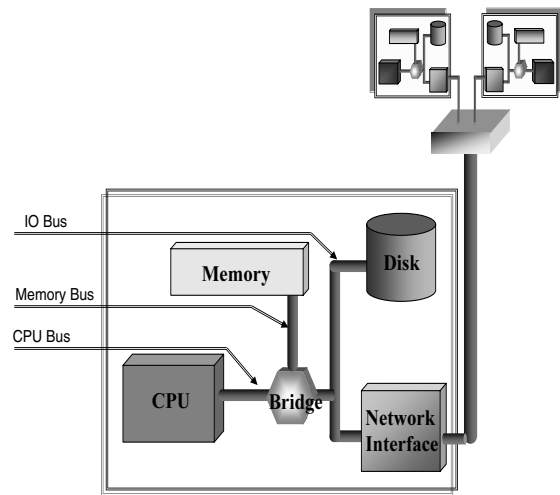 IO Bus
Disk
Memory
Memory Bus
CPU Bus
CPU
Bridge
Network
Interface